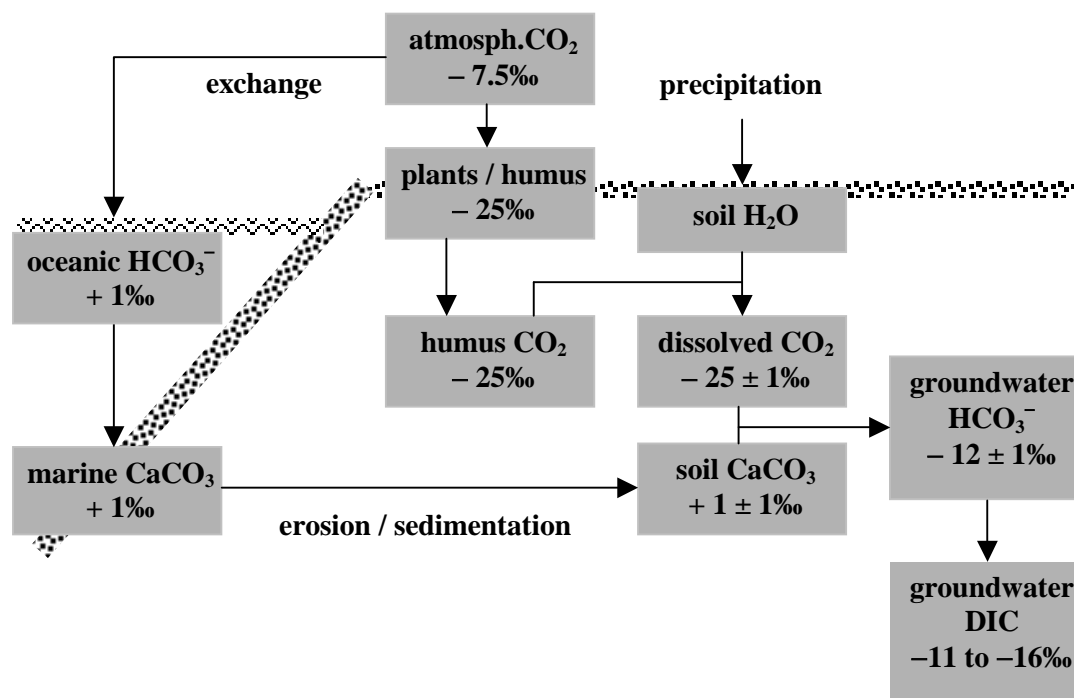 atmosph.CO₂
− 7.5‰
exchange
precipitation
plants / humus
− 25‰
soil H₂O
oceanic HCO₃⁻
+ 1‰
humus CO₂
− 25‰
dissolved CO₂
− 25 ± 1‰
groundwater
HCO₃⁻
− 12 ± 1‰
marine CaCO₃
+ 1‰
soil CaCO₃
+ 1 ± 1‰
erosion / sedimentation
groundwater
DIC
−11 to −16‰